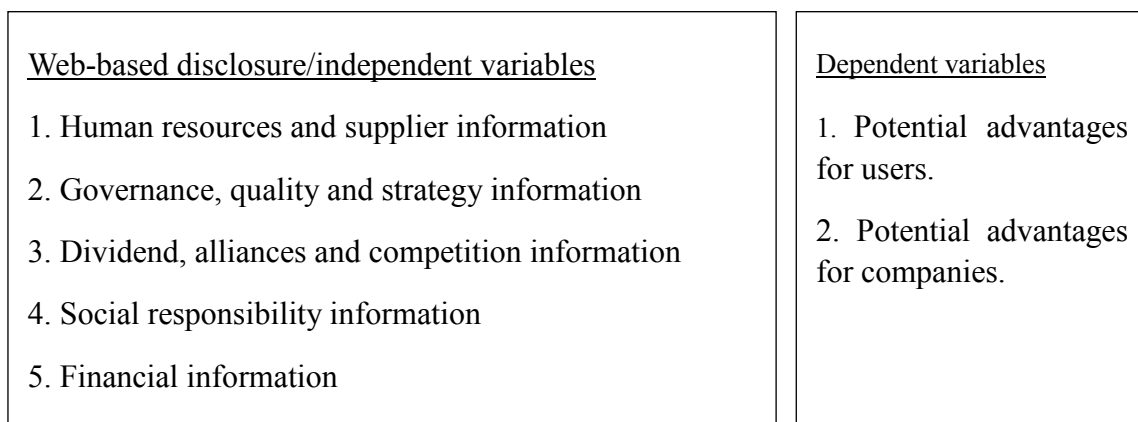 Web-based disclosure/independent variables
1. Human resources and supplier information
2. Governance, quality and strategy information
3. Dividend, alliances and competition information
4. Social responsibility information
5. Financial information
Dependent variables
1. Potential advantages
for users.
2. Potential advantages
for companies.